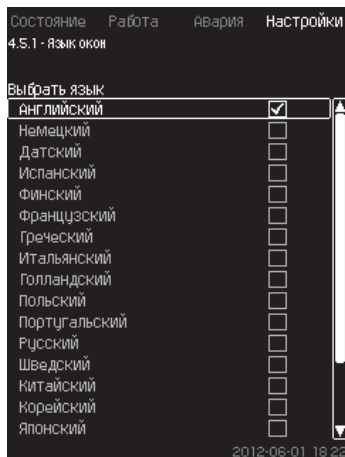 Состояние Работа Авария Настройки
4.5.1 - Язык окон
Выбрать язык
Английский
Немецкий
Датский
Испанский
Финский
Французский
Греческий
Итальянский
Голландский
Польский
Португальский
Русский
Шведский
Китайский
Корейский
Японский
2012-06-01 18:22